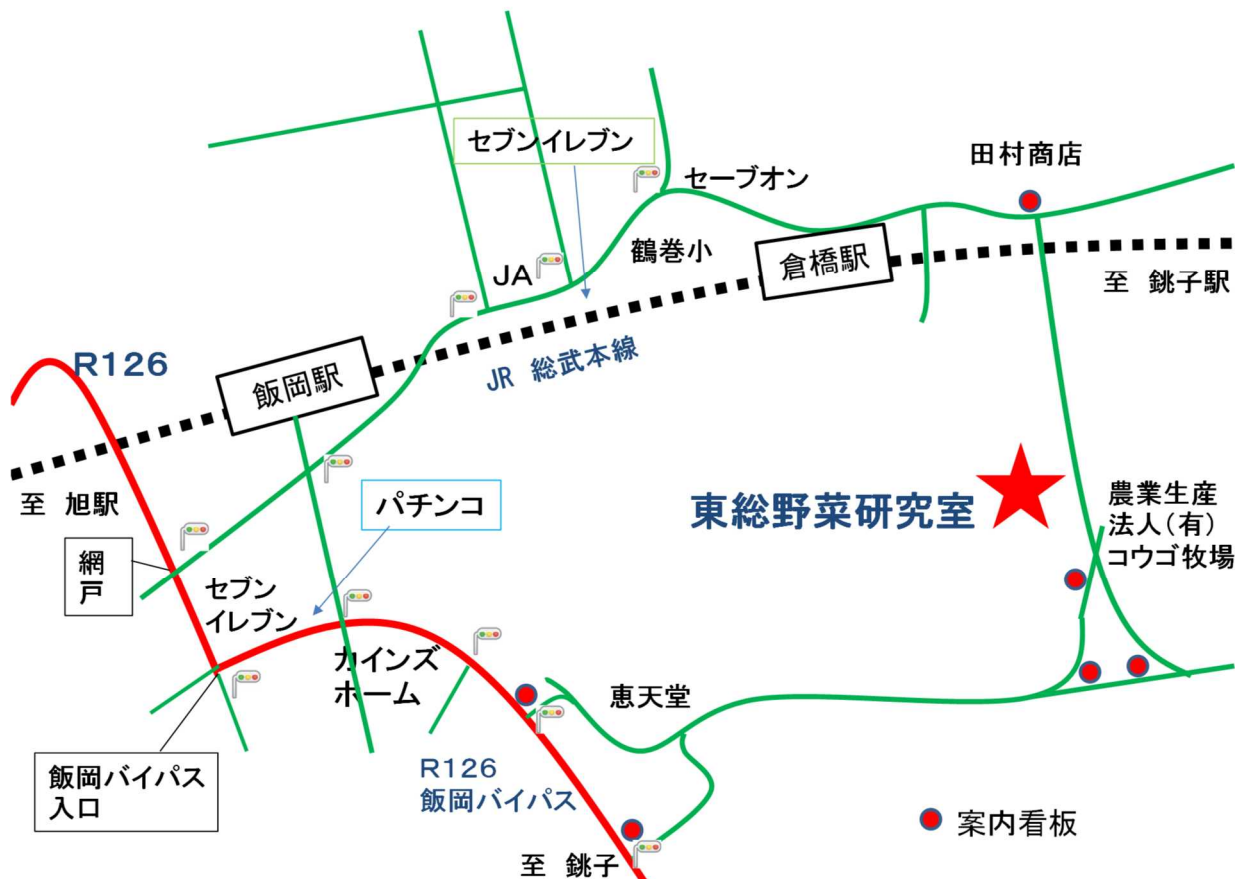 セブンイレブン
田村商店
セーブオン
鶴巻小
倉橋駅
至 銚子駅
JA
R126
飯岡駅
JR 総武本線
至 旭駅
パチンコ
東総野菜研究室
農業生産
法人(有)
コウゴ牧場
網
戸
セブン
イレブン
カインズ
ホーム
恵天堂
飯岡バイパス
入口
R126
飯岡バイパス
至 銚子
案内看板